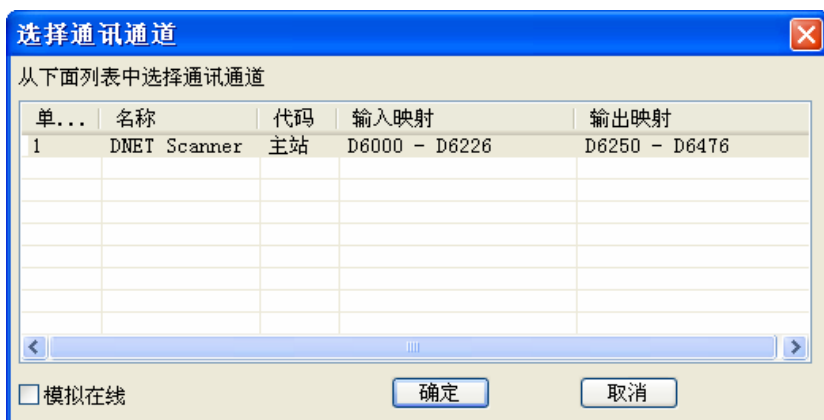 选择通讯通道
从下面列表中选择通讯通道
单... 名称 代码 输入映射 输出映射
1 DNET Scanner 主站 D6000 - D6226 D6250 - D6476
模拟在线 确定 取消